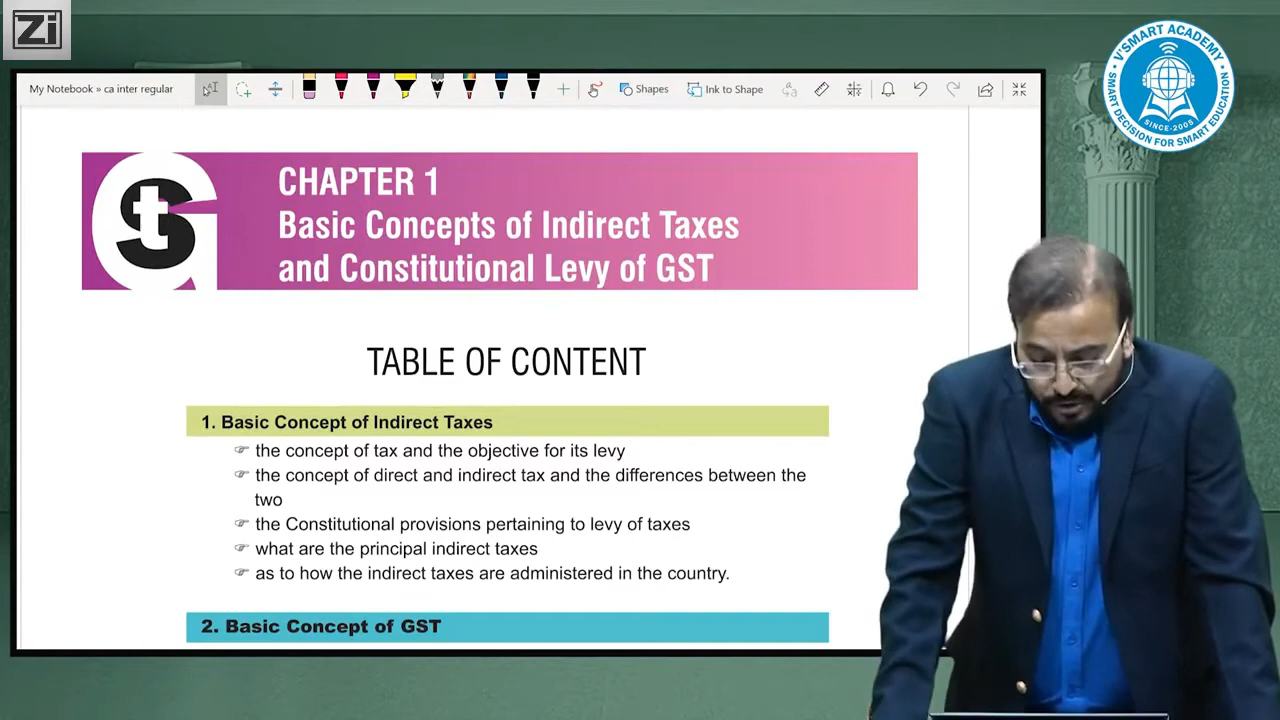 Zi
My Notebook » ca inter regular
Shapes
Ink to Shape
V'SMART ACADEMY
SINCE-2005
SMART DECISION FOR SMART EDUCATION
Gst
CHAPTER 1
Basic Concepts of Indirect Taxes
and Constitutional Levy of GST
TABLE OF CONTENT
1. Basic Concept of Indirect Taxes
☞ the concept of tax and the objective for its levy
☞ the concept of direct and indirect tax and the differences between the
two
☞ the Constitutional provisions pertaining to levy of taxes
☞ what are the principal indirect taxes
☞ as to how the indirect taxes are administered in the country.
2. Basic Concept of GST